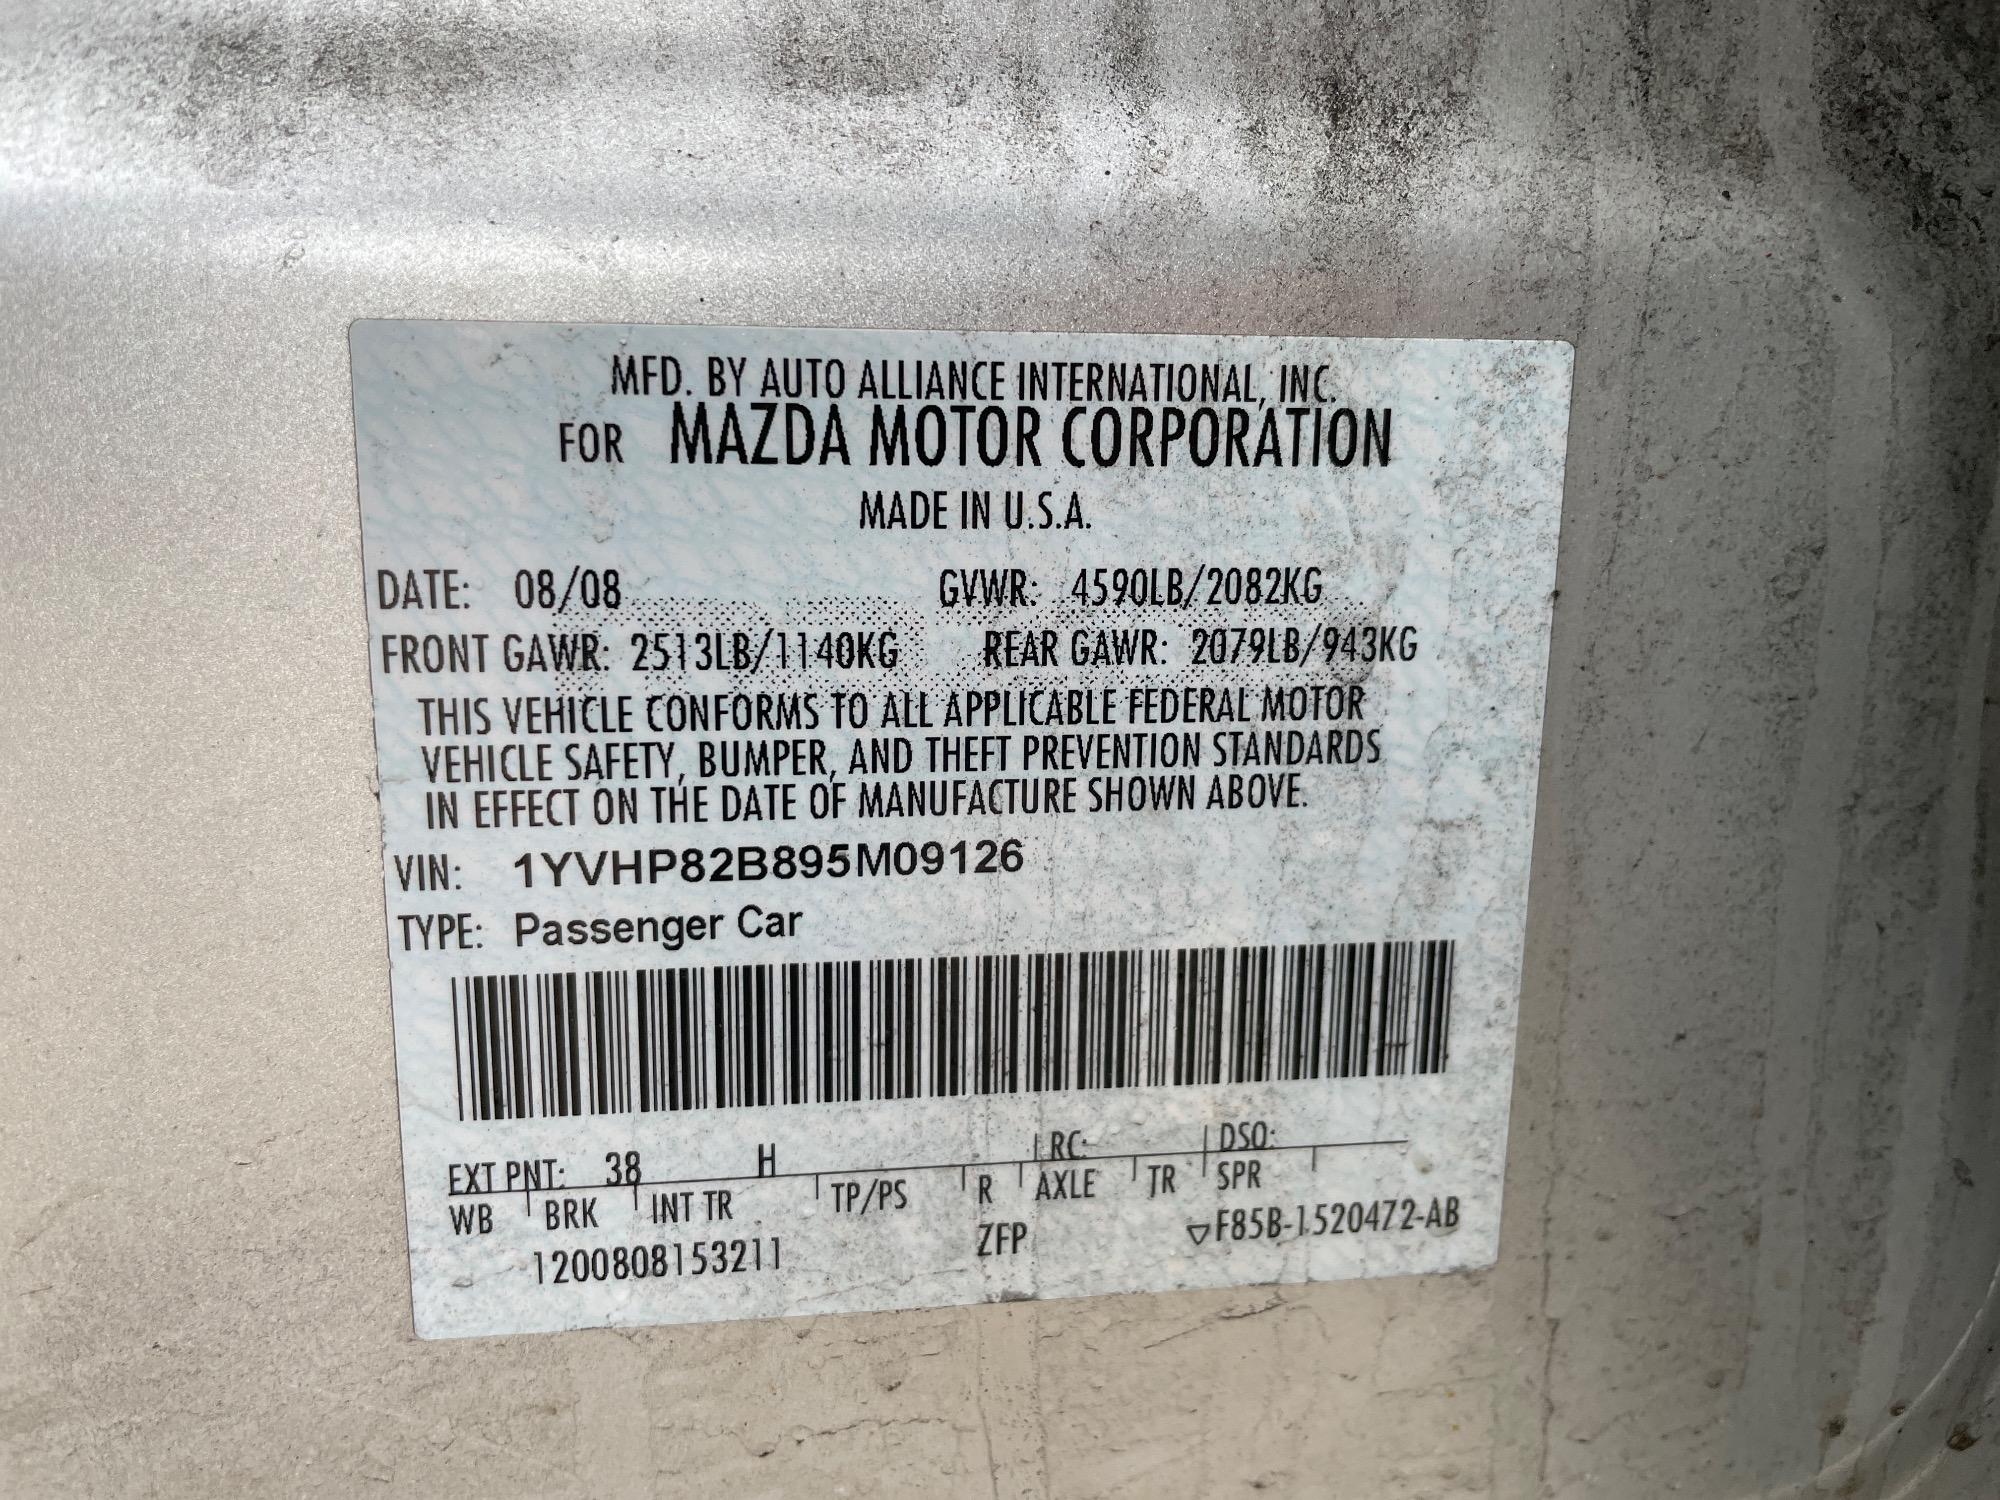 MFD. BY AUTO ALLIANCE INTERNATIONAL, INC.
FOR MAZDA MOTOR CORPORATION
MADE IN U.S.A.
DATE: 08/08 GVWR: 4590LB/2082KG
FRONT GAWR: 2513LB/1140KG REAR GAWR: 2079LB/943KG
THIS VEHICLE CONFORMS TO ALL APPLICABLE FEDERAL MOTOR
VEHICLE SAFETY, BUMPER, AND THEFT PREVENTION STANDARDS
IN EFFECT ON THE DATE OF MANUFACTURE SHOWN ABOVE.
VIN: 1YVHP82B895M09126
TYPE: Passenger Car
EXT PNT: 38 H RC: DSO:
WB BRK INT TR TP/PS R AXLE TR SPR
1200808153211 ZFP ▽F85B-1520472-AB